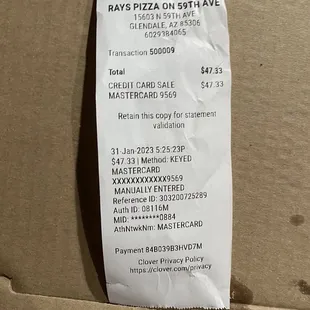 RAYS PIZZA ON 59TH AVE
15603 N 59TH AVE
GLENDALE, AZ 85306
6029384065
Transaction 500009
Total $47.33
CREDIT CARD SALE $47.33
MASTERCARD 9569
Retain this copy for statement
validation
31-Jan-2023 5:25:23P
$47.33 | Method: KEYED
MASTERCARD
XXXXXXXXXXXX9569
MANUALLY ENTERED
Reference ID: 303200725289
Auth ID: 08116M
MID: ********0884
AthNtwkNm: MASTERCARD
Payment 84B039B3HVD7M
Clover Privacy Policy
https://clover.com/privacy